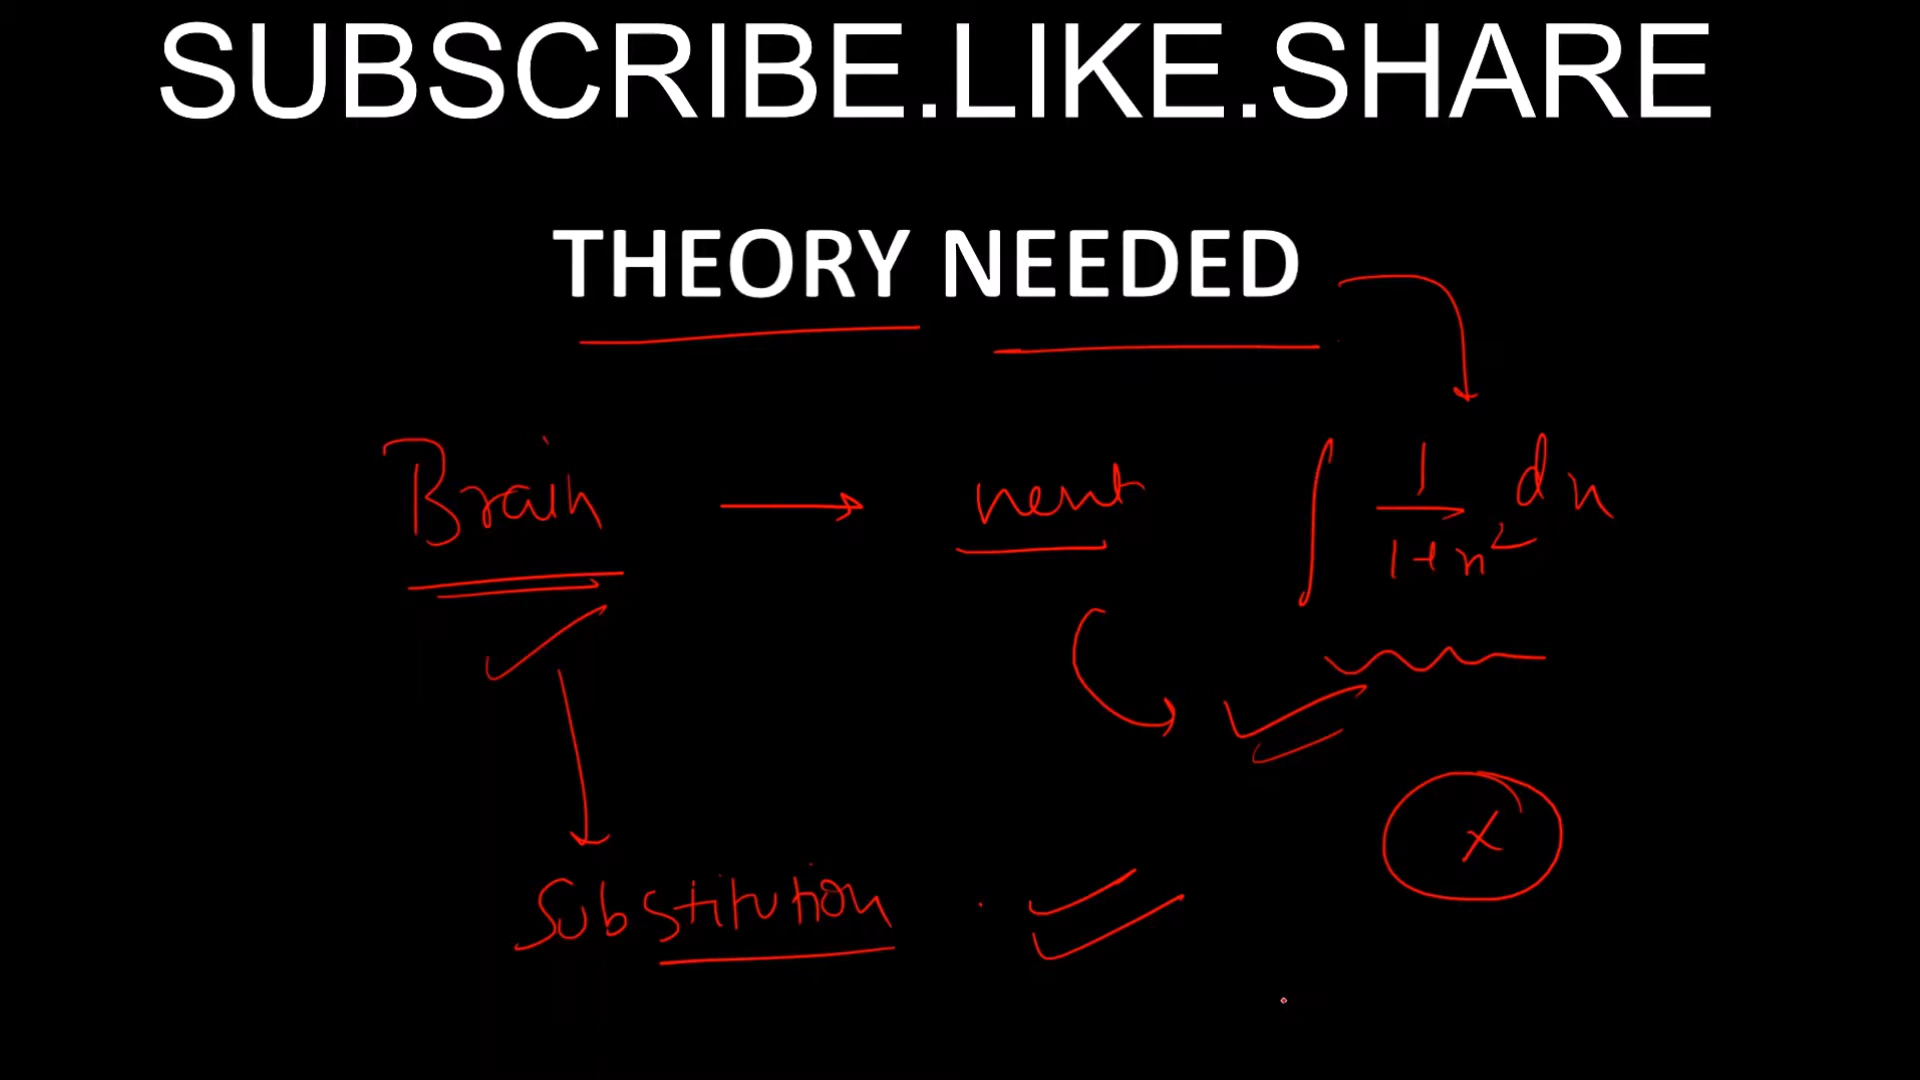 SUBSCRIBE.LIKE.SHARE
THEORY NEEDED
Brain → next ∫ 1/1+x² dx
x
Substitution